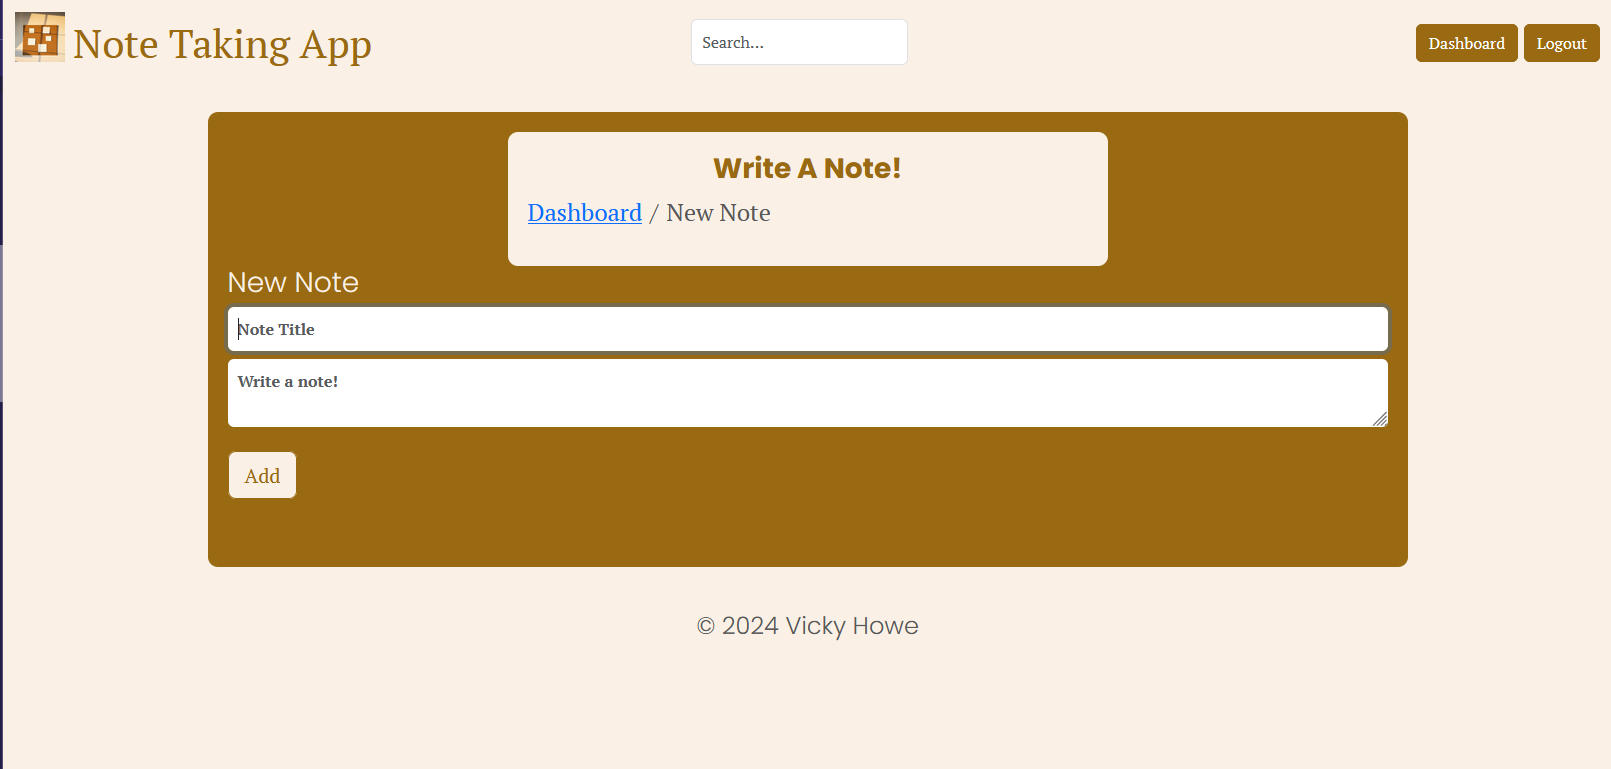 Note Taking App
Search...
Dashboard
Logout
Write A Note!
Dashboard / New Note
New Note
Note Title
Write a note!
Add
© 2024 Vicky Howe